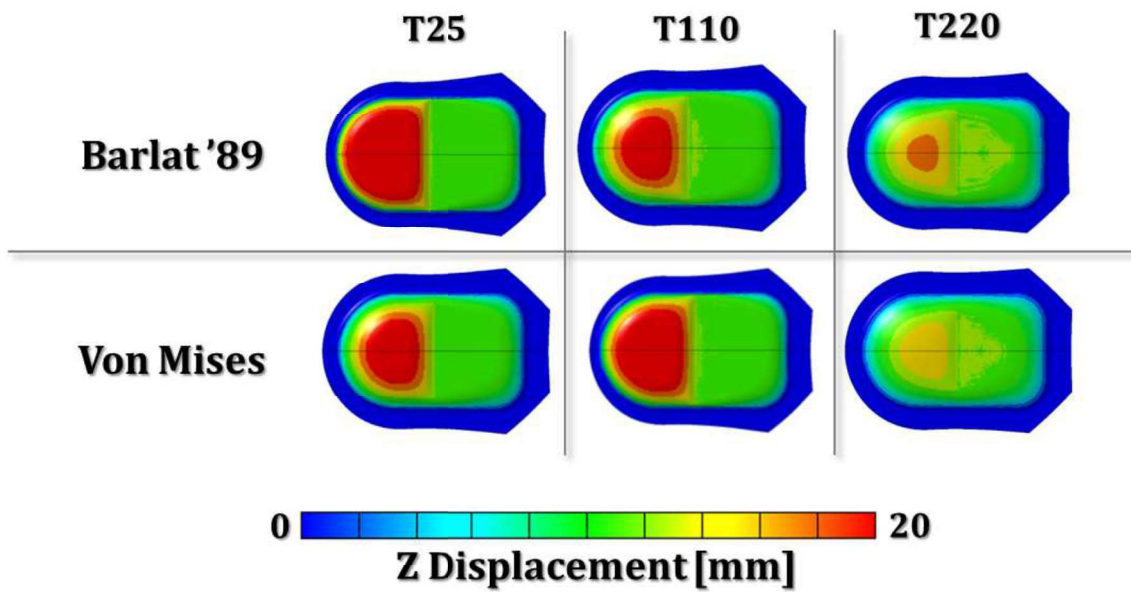 T25 T110 T220
Barlat ’89
Von Mises
0 20
Z Displacement [mm]